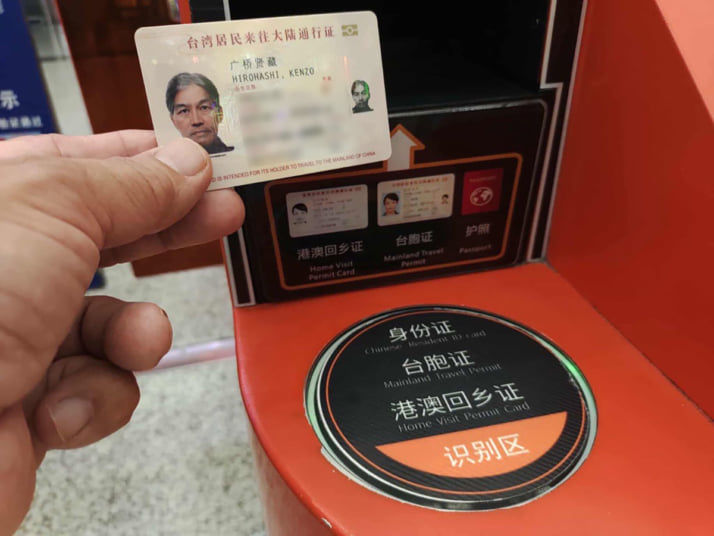 台湾居民来往大陆通行证
广桥贤藏
HIROHASHI, KENZO
IS INTENDED FOR ITS HOLDER TO TRAVEL TO THE MAINLAND OF CHINA
港澳回乡证
Home Visit
Permit Card
台胞证
Mainland Travel
Permit
护照
Passport
身份证
Chinese Resident ID card
台胞证
Mainland Travel Permit
港澳回乡证
Home Visit Permit Card
识别区
示